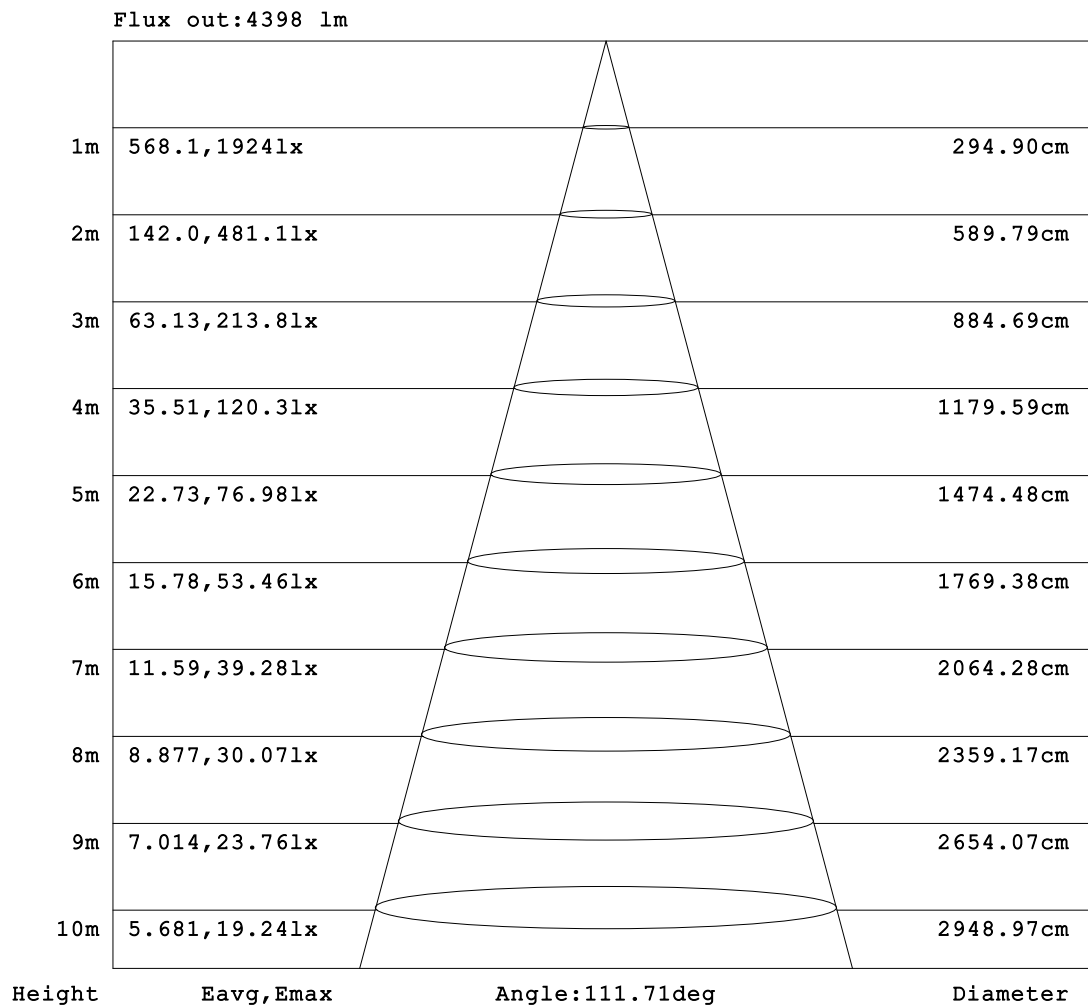 Flux out:4398 lm
1m 568.1,1924lx 294.90cm
2m 142.0,481.1lx 589.79cm
3m 63.13,213.8lx 884.69cm
4m 35.51,120.3lx 1179.59cm
5m 22.73,76.98lx 1474.48cm
6m 15.78,53.46lx 1769.38cm
7m 11.59,39.28lx 2064.28cm
8m 8.877,30.07lx 2359.17cm
9m 7.014,23.76lx 2654.07cm
10m 5.681,19.24lx 2948.97cm
Height Eavg,Emax Angle:111.71deg Diameter